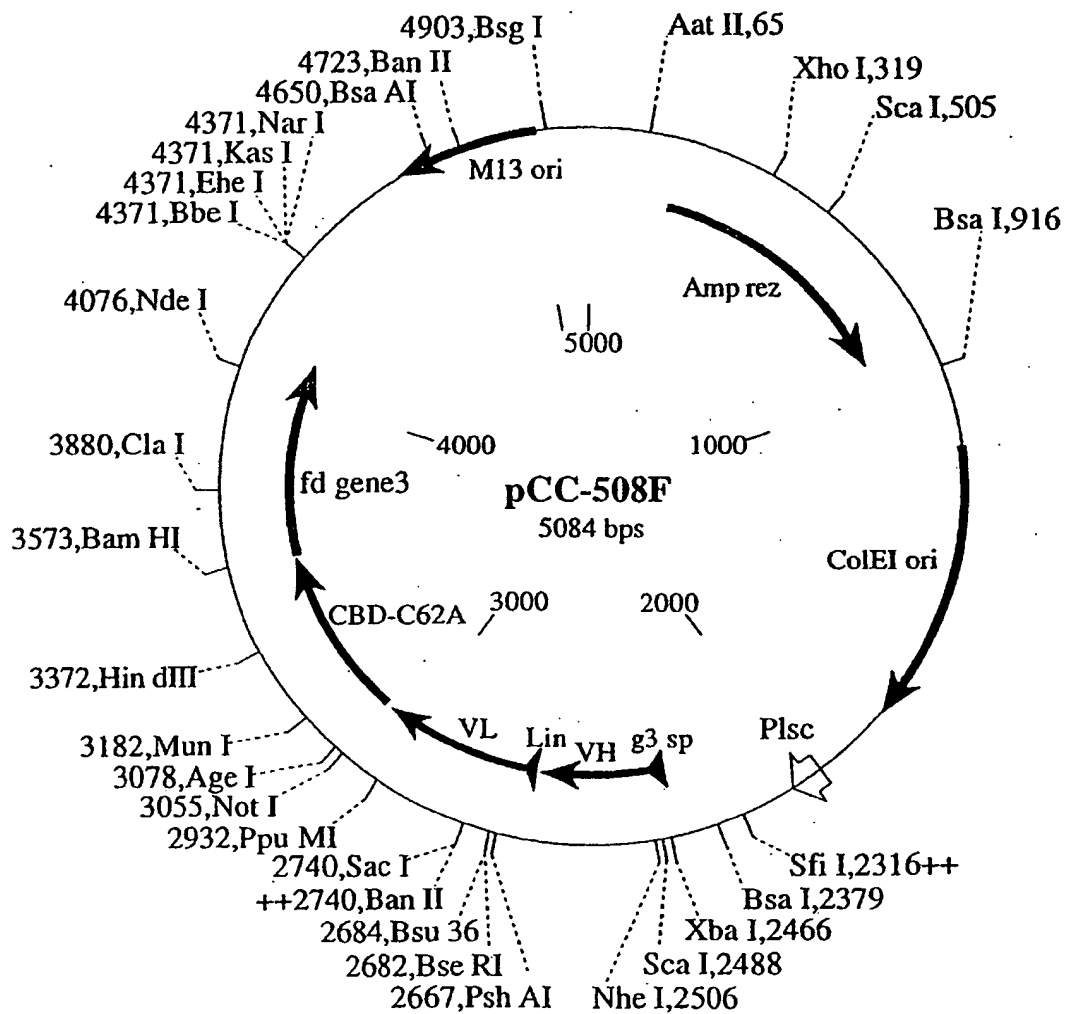 4903,Bsg I
Aat II,65
4723,Ban II
Xho I,319
4650,Bsa AI
Sca I,505
4371,Nar I
4371,Kas I
M13 ori
4371,Ehe I
4371,Bbe I
Bsa I,916
Amp rez
4076,Nde I
5000
3880,Cla I
4000
1000
fd gene3
pCC-508F
5084 bps
3573,Bam HI
ColEI ori
CBD-C62A
3000
2000
3372,Hin dIII
VL
Lin
VH
g3 sp
Plsc
3182,Mun I
3078,Age I
3055,Not I
2932,Ppu MI
2740,Sac I
Sfi I,2316++
++2740,Ban II
Bsa I,2379
2684,Bsu 36
Xba I,2466
2682,Bse RI
Sca I,2488
2667,Psh AI
Nhe I,2506